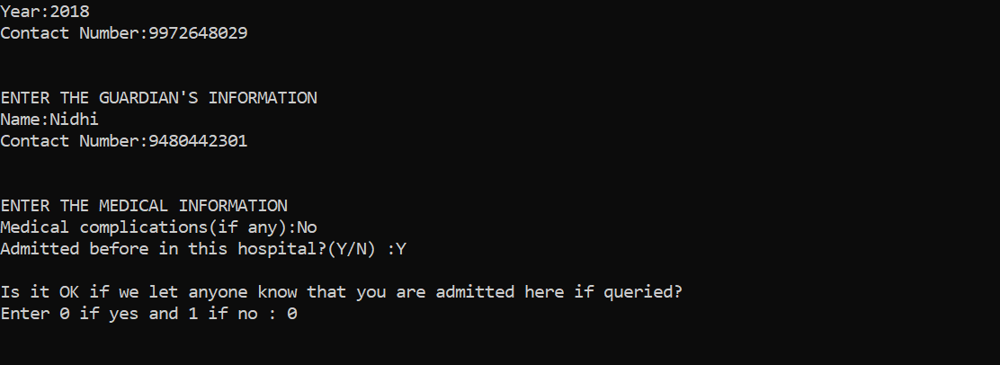 Year:2018
Contact Number:9972648029
ENTER THE GUARDIAN'S INFORMATION
Name:Nidhi
Contact Number:9480442301
ENTER THE MEDICAL INFORMATION
Medical complications(if any):No
Admitted before in this hospital?(Y/N) :Y
Is it OK if we let anyone know that you are admitted here if queried?
Enter 0 if yes and 1 if no : 0